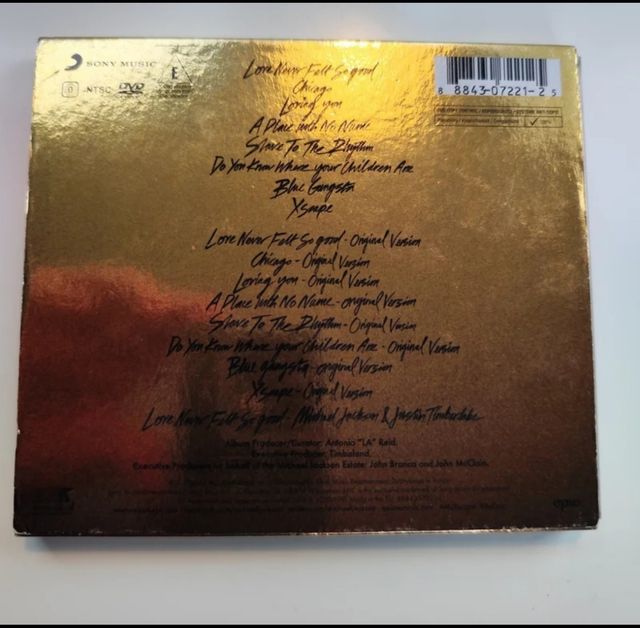 SONY MUSIC
E
0
NTSC
DVD
8 88430 72212 5
Love Never Felt So good
Chicago
Loving you
A Place with No Name
Slave To The Rhythm
Do You Know Where your Children Are
Blue Gangsta
Xscape
Love Never Felt So good - Original Version
Chicago - Original Version
Loving you - Original Version
A Place with No Name - original Version
Slave To The Rhythm - Original Version
Do You Know Where your Children Are - Original Version
Blue gangsta - original Version
Xscape - Original Version
Love Never Felt So good - Michael Jackson & Justin Timberlake
Album Producer/Curator: Antonio "LA" Reid.
Executive Producer: Timbaland.
Executive Producers on behalf of the Michael Jackson Estate: John Branca and John McClain.
epic